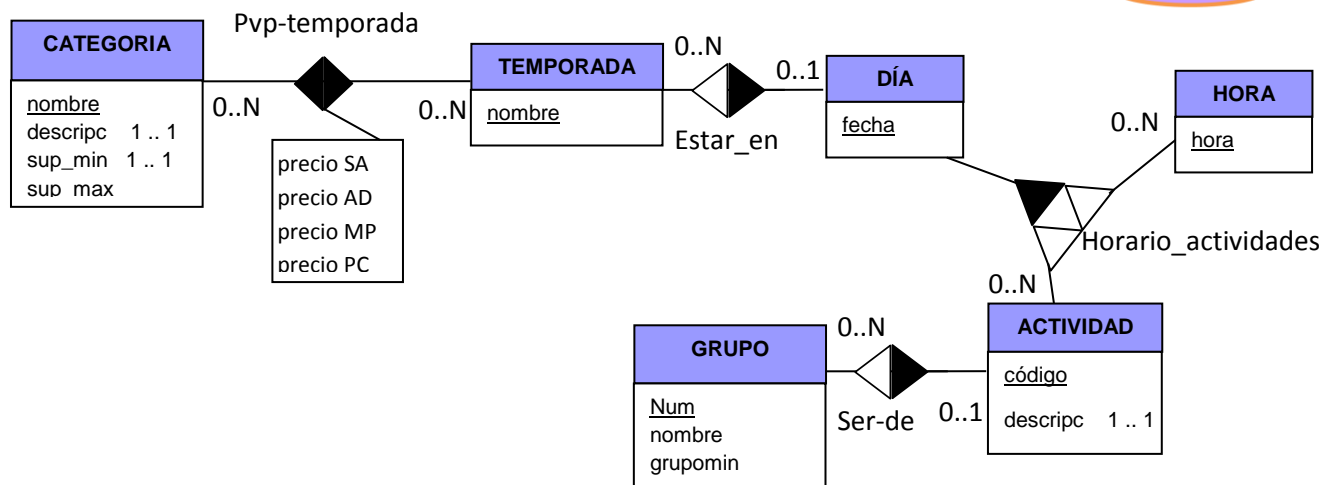 Pvp-temporada
CATEGORIA
nombre
descripc 1 .. 1
sup_min 1 .. 1
sup_max
0..N
0..N
precio SA
precio AD
precio MP
precio PC
TEMPORADA
nombre
0..N
0..1
Estar_en
DÍA
fecha
HORA
hora
0..N
Horario_actividades
0..N
GRUPO
Num
nombre
grupomin
0..N
Ser-de
0..1
ACTIVIDAD
código
descripc 1 .. 1